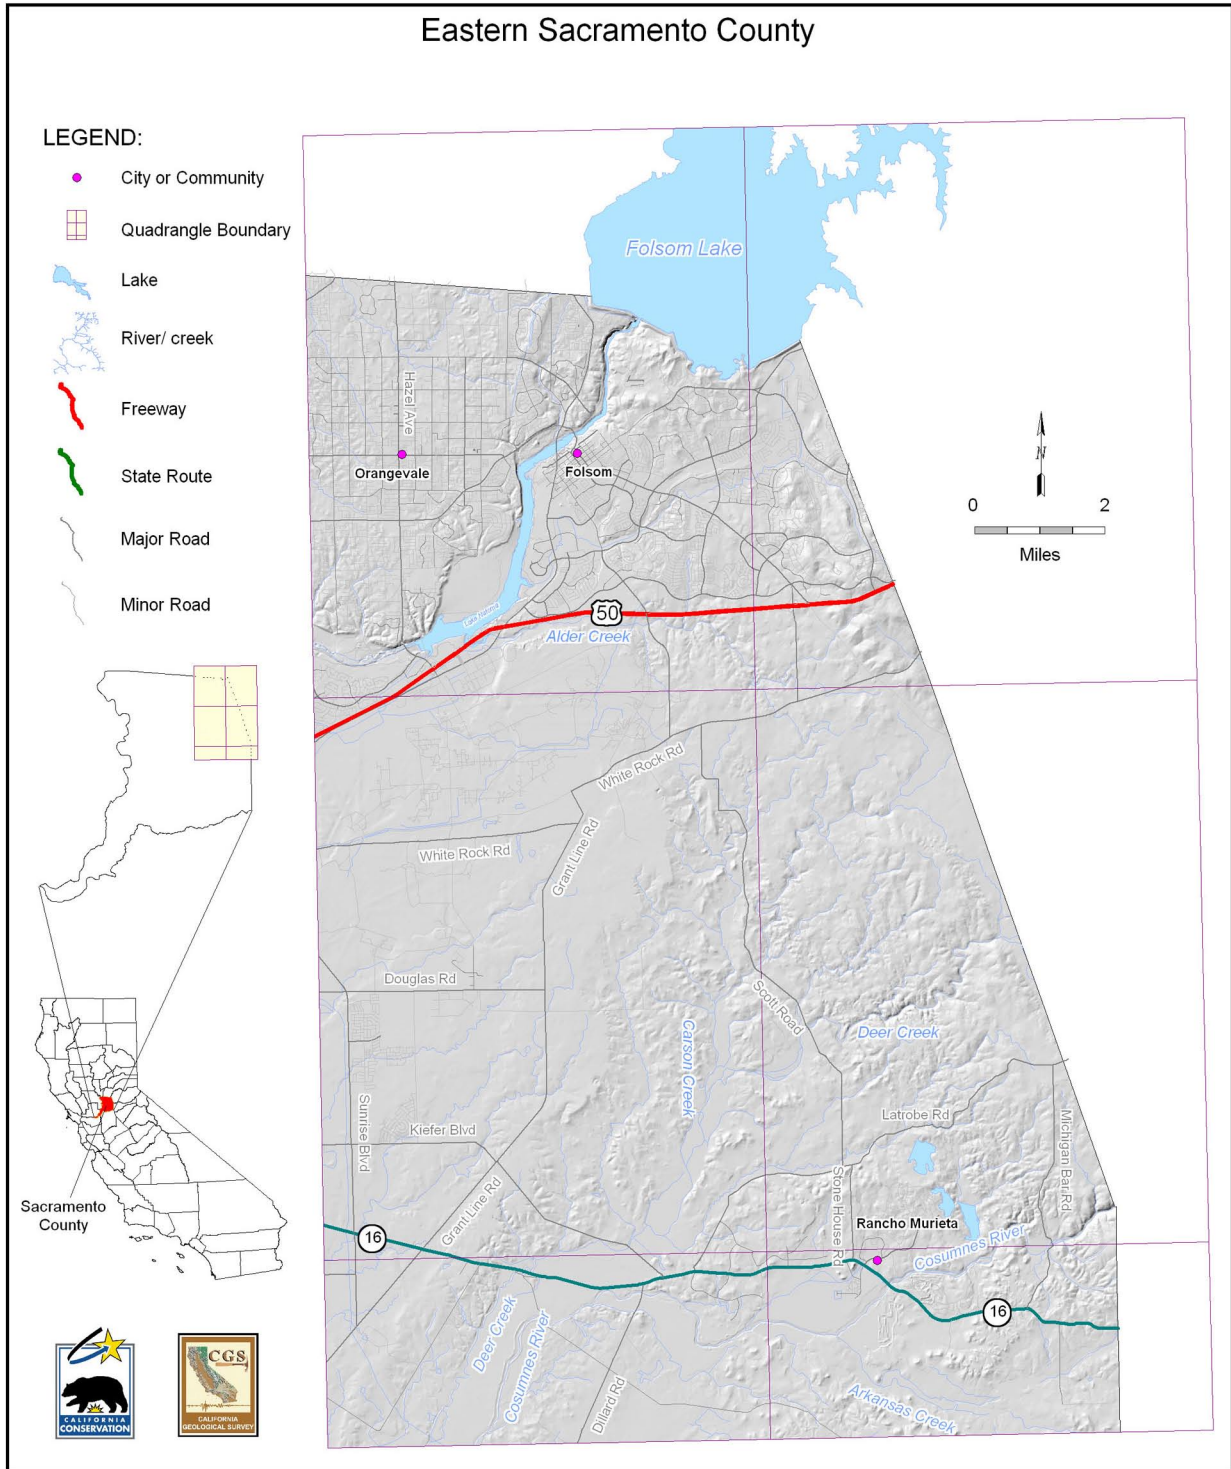 Eastern Sacramento County
LEGEND:
City or Community
Quadrangle Boundary
Lake
River/ creek
Freeway
State Route
Major Road
Minor Road
Folsom Lake
Hazel Ave
Orangevale
Folsom
N
0 2
Miles
Lake Natoma
50
Alder Creek
White Rock Rd
White Rock Rd
Grant Line Rd
Douglas Rd
Scott Road
Deer Creek
Carson Creek
Sunrise Blvd
Kiefer Blvd
Latrobe Rd
Michigan Bar Rd
Stone House Rd
Grant Line Rd
Rancho Murieta
Cosumnes River
16
16
Deer Creek
Cosumnes River
Dillard Rd
Arkansas Creek
Sacramento
County
CALIFORNIA
CONSERVATION
CGS
CALIFORNIA
GEOLOGICAL SURVEY